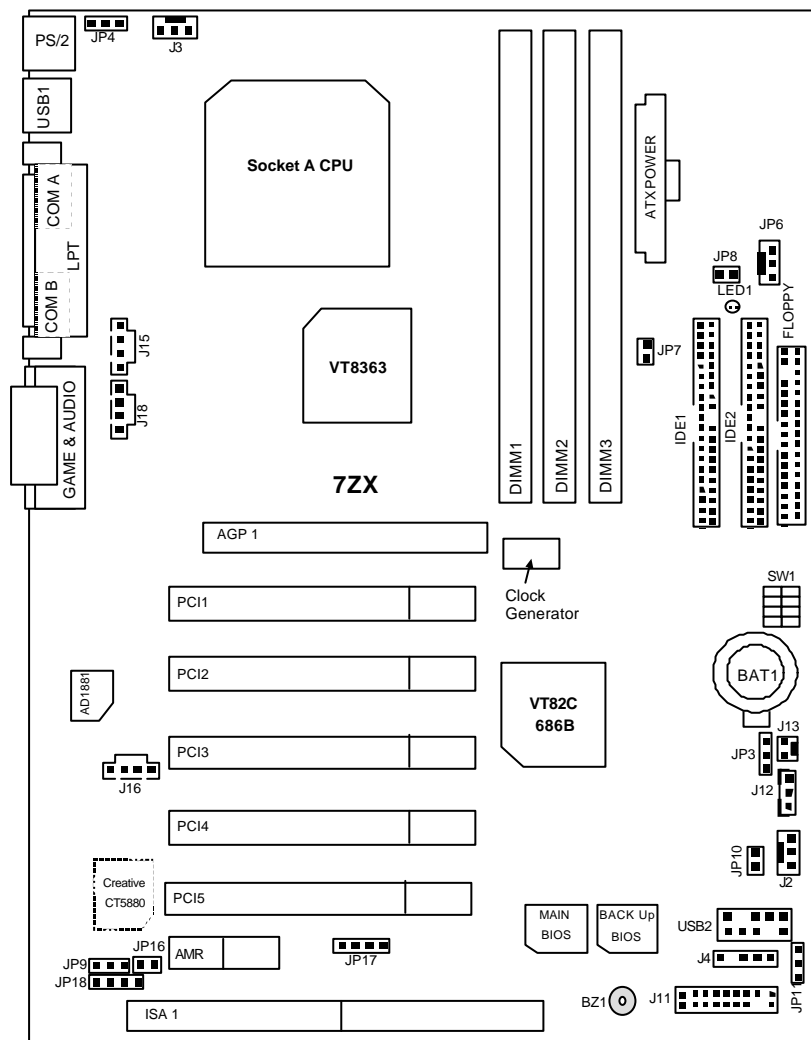 PS/2
JP4
J3
USB1
Socket A CPU
ATXPOWER
COM A
LPT
COM B
JP6
JP8
LED1
FLOPPY
J15
VT8363
JP7
J18
GAME & AUDIO
IDE1
IDE2
DIMM1
DIMM2
DIMM3
7ZX
AGP 1
Clock
Generator
SW1
PCI1
PCI2
AD1881
VT82C
686B
BAT1
J13
JP3
PCI3
J16
J12
PCI4
JP10
J2
Creative
CT5880
PCI5
MAIN
BIOS
BACK Up
BIOS
USB2
JP16
AMR
JP9
JP17
J4
JP18
JP11
BZ1
J11
ISA 1